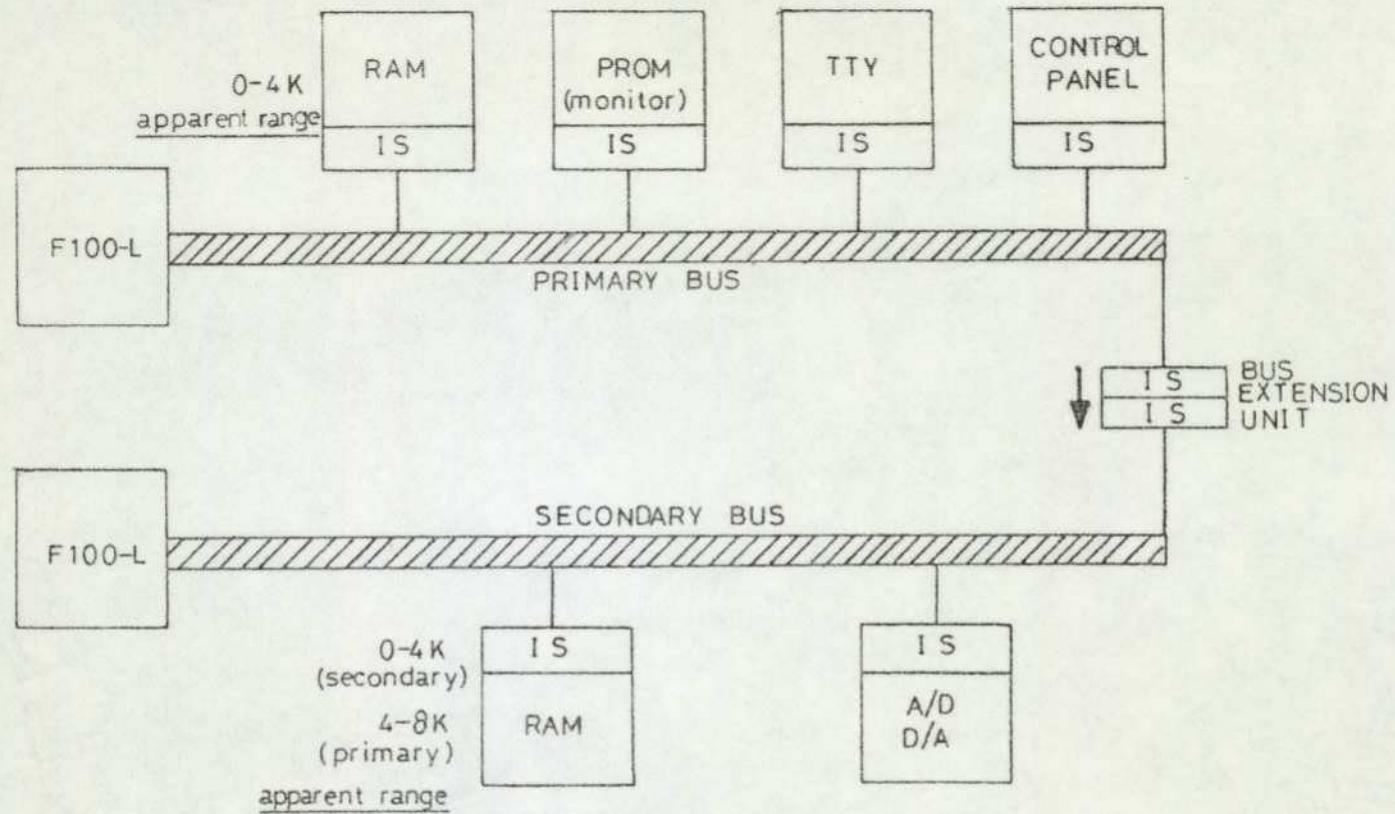 RAM
0-4K
apparent range
IS
PROM
(monitor)
IS
TTY
IS
CONTROL
PANEL
IS
F100-L
PRIMARY BUS
IS
IS
BUS
EXTENSION
UNIT
F100-L
SECONDARY BUS
0-4K
(secondary)
4-8K
(primary)
apparent range
IS
RAM
IS
A/D
D/A